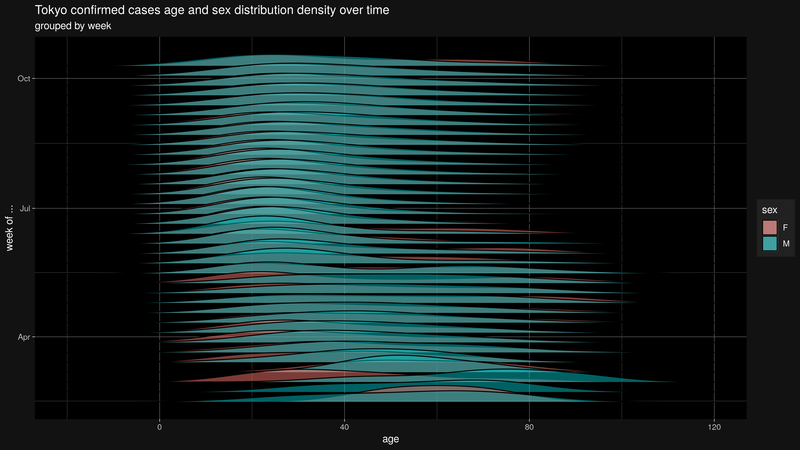 Tokyo confirmed cases age and sex distribution density over time
grouped by week
Oct
Jul
Apr
week of ...
0
40
80
120
age
sex
F
M